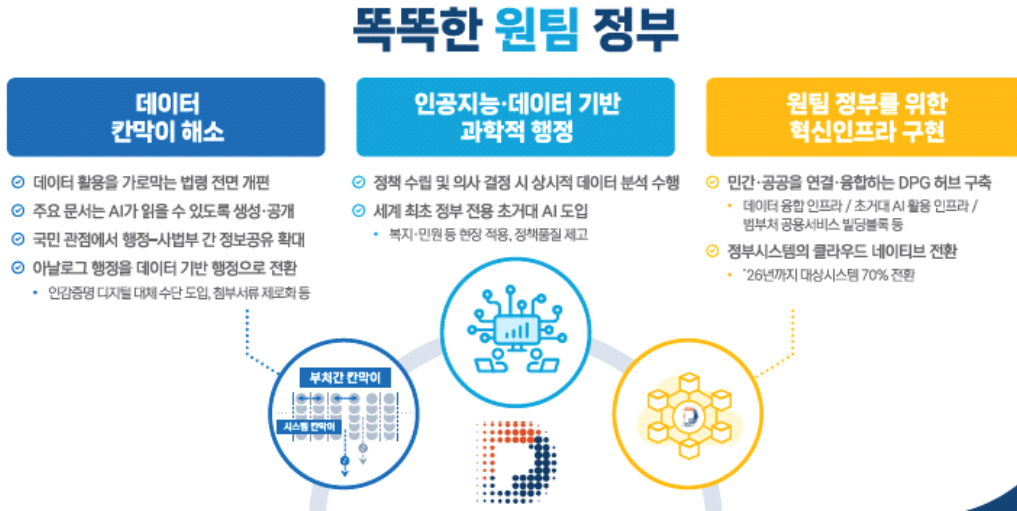 똑똑한 원팀 정부
데이터
칸막이 해소
데이터 활용을 가로막는 법령 전면 개편
주요 문서는 AI가 읽을 수 있도록 생성·공개
국민 관점에서 행정–사법부 간 정보공유 확대
아날로그 행정을 데이터 기반 행정으로 전환
• 인감증명 디지털 대체 수단 도입, 첨부서류 제로화 등
인공지능·데이터 기반
과학적 행정
정책 수립 및 의사 결정 시 상시적 데이터 분석 수행
세계 최초 정부 전용 초거대 AI 도입
• 복지·민원 등 현장 적용, 정책품질 제고
원팀 정부를 위한
혁신인프라 구현
민간·공공을 연결·융합하는 DPG 허브 구축
• 데이터 융합 인프라 / 초거대 AI 활용 인프라 /
범부처 공용서비스 빌딩블록 등
정부시스템의 클라우드 네이티브 전환
• '26년까지 대상시스템 70% 전환
부처간 칸막이
시스템 칸막이